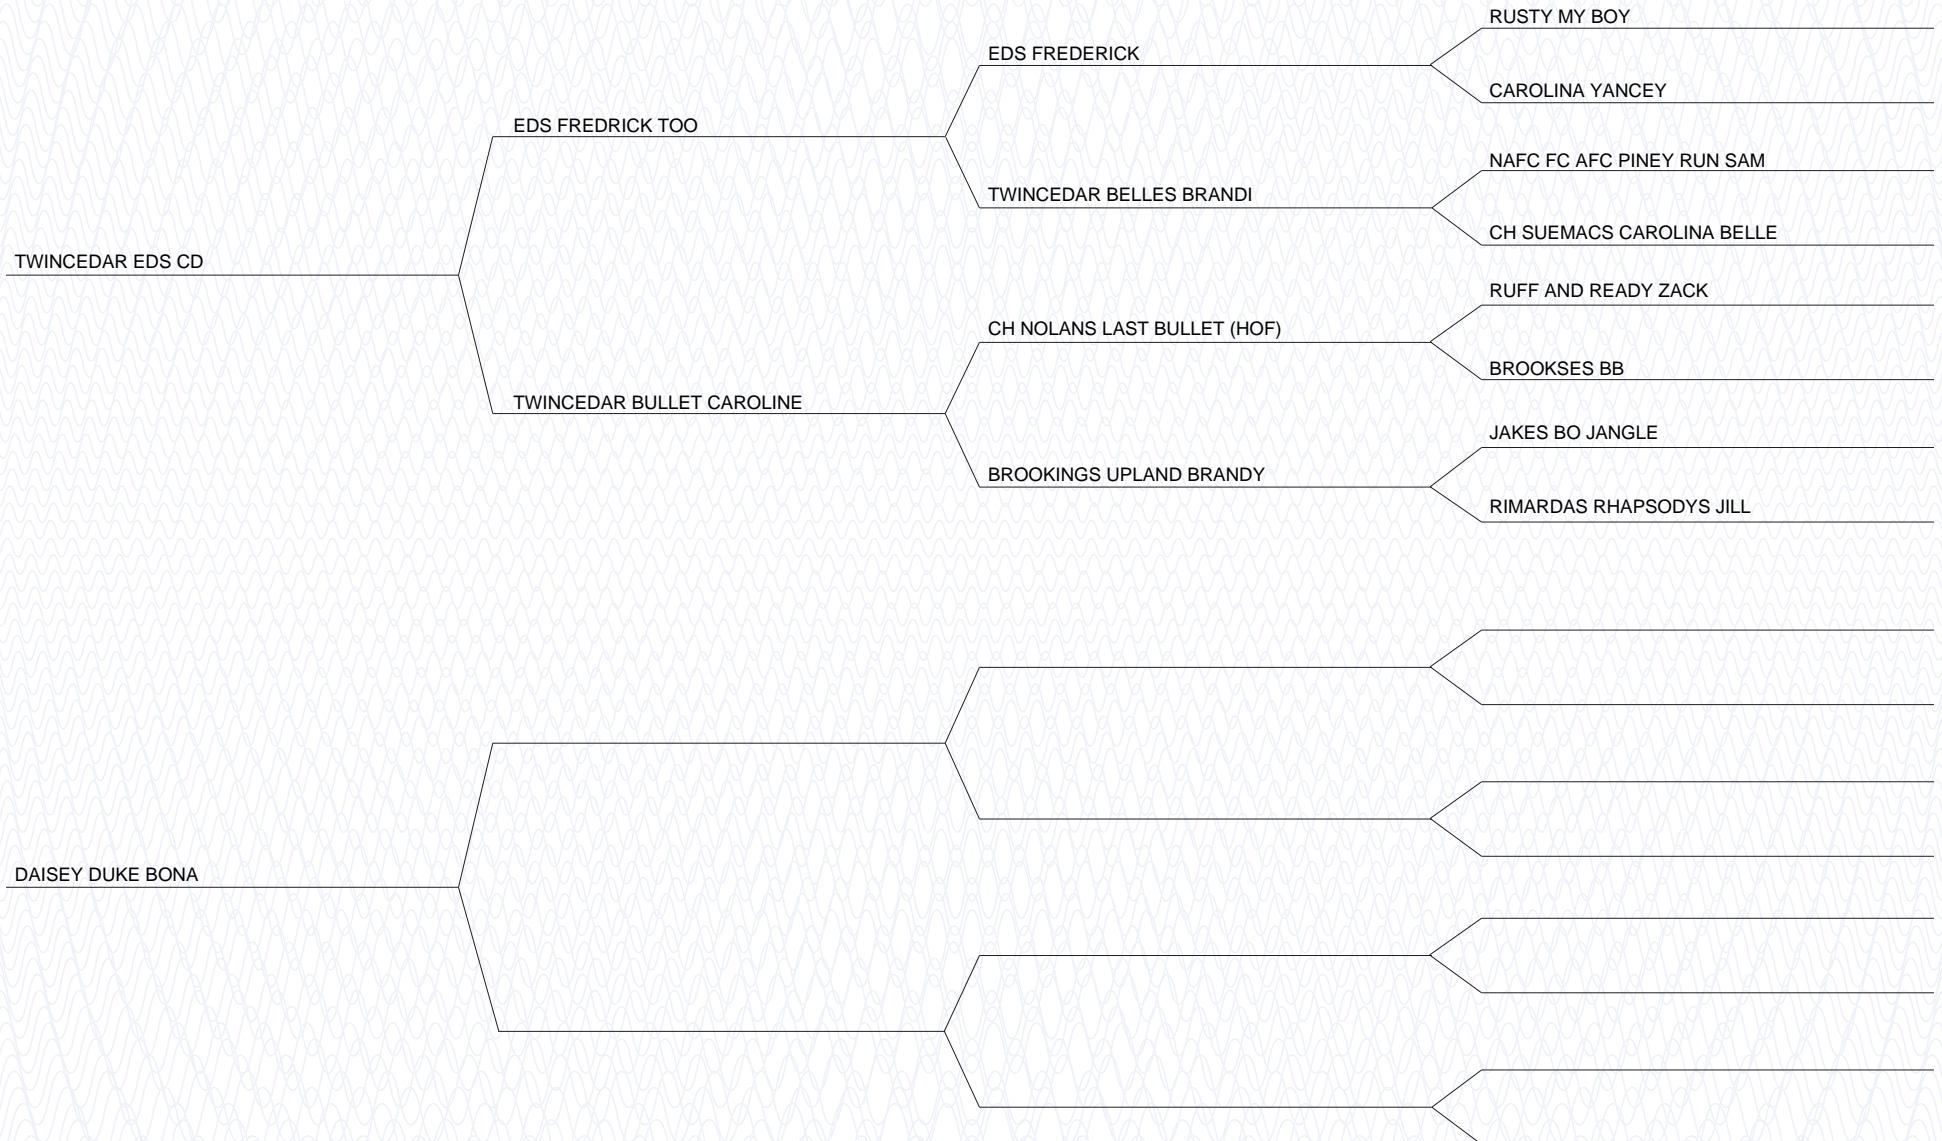 RUSTY MY BOY
EDS FREDERICK
CAROLINA YANCEY
EDS FREDRICK TOO
NAFC FC AFC PINEY RUN SAM
TWINCEDAR BELLES BRANDI
CH SUEMACS CAROLINA BELLE
TWINCEDAR EDS CD
RUFF AND READY ZACK
CH NOLANS LAST BULLET (HOF)
BROOKSES BB
TWINCEDAR BULLET CAROLINE
JAKES BO JANGLE
BROOKINGS UPLAND BRANDY
RIMARDAS RHAPSODYS JILL
DAISEY DUKE BONA